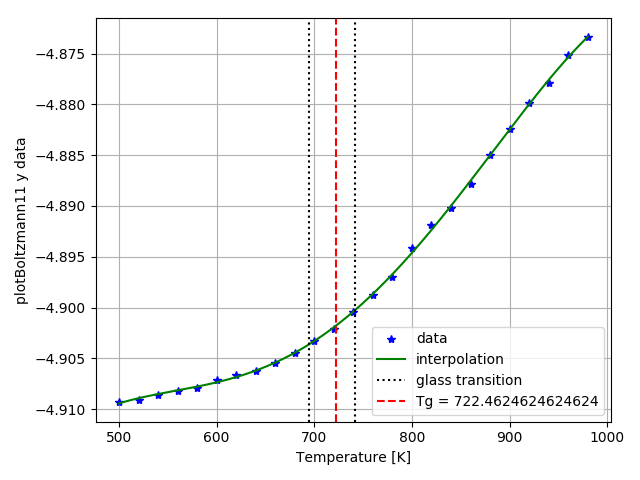 −4.875
−4.880
−4.885
−4.890
−4.895
−4.900
−4.905
−4.910
plotBoltzmann11 y data
data
interpolation
glass transition
Tg = 722.4624624624624
500
600
700
800
900
1000
Temperature [K]